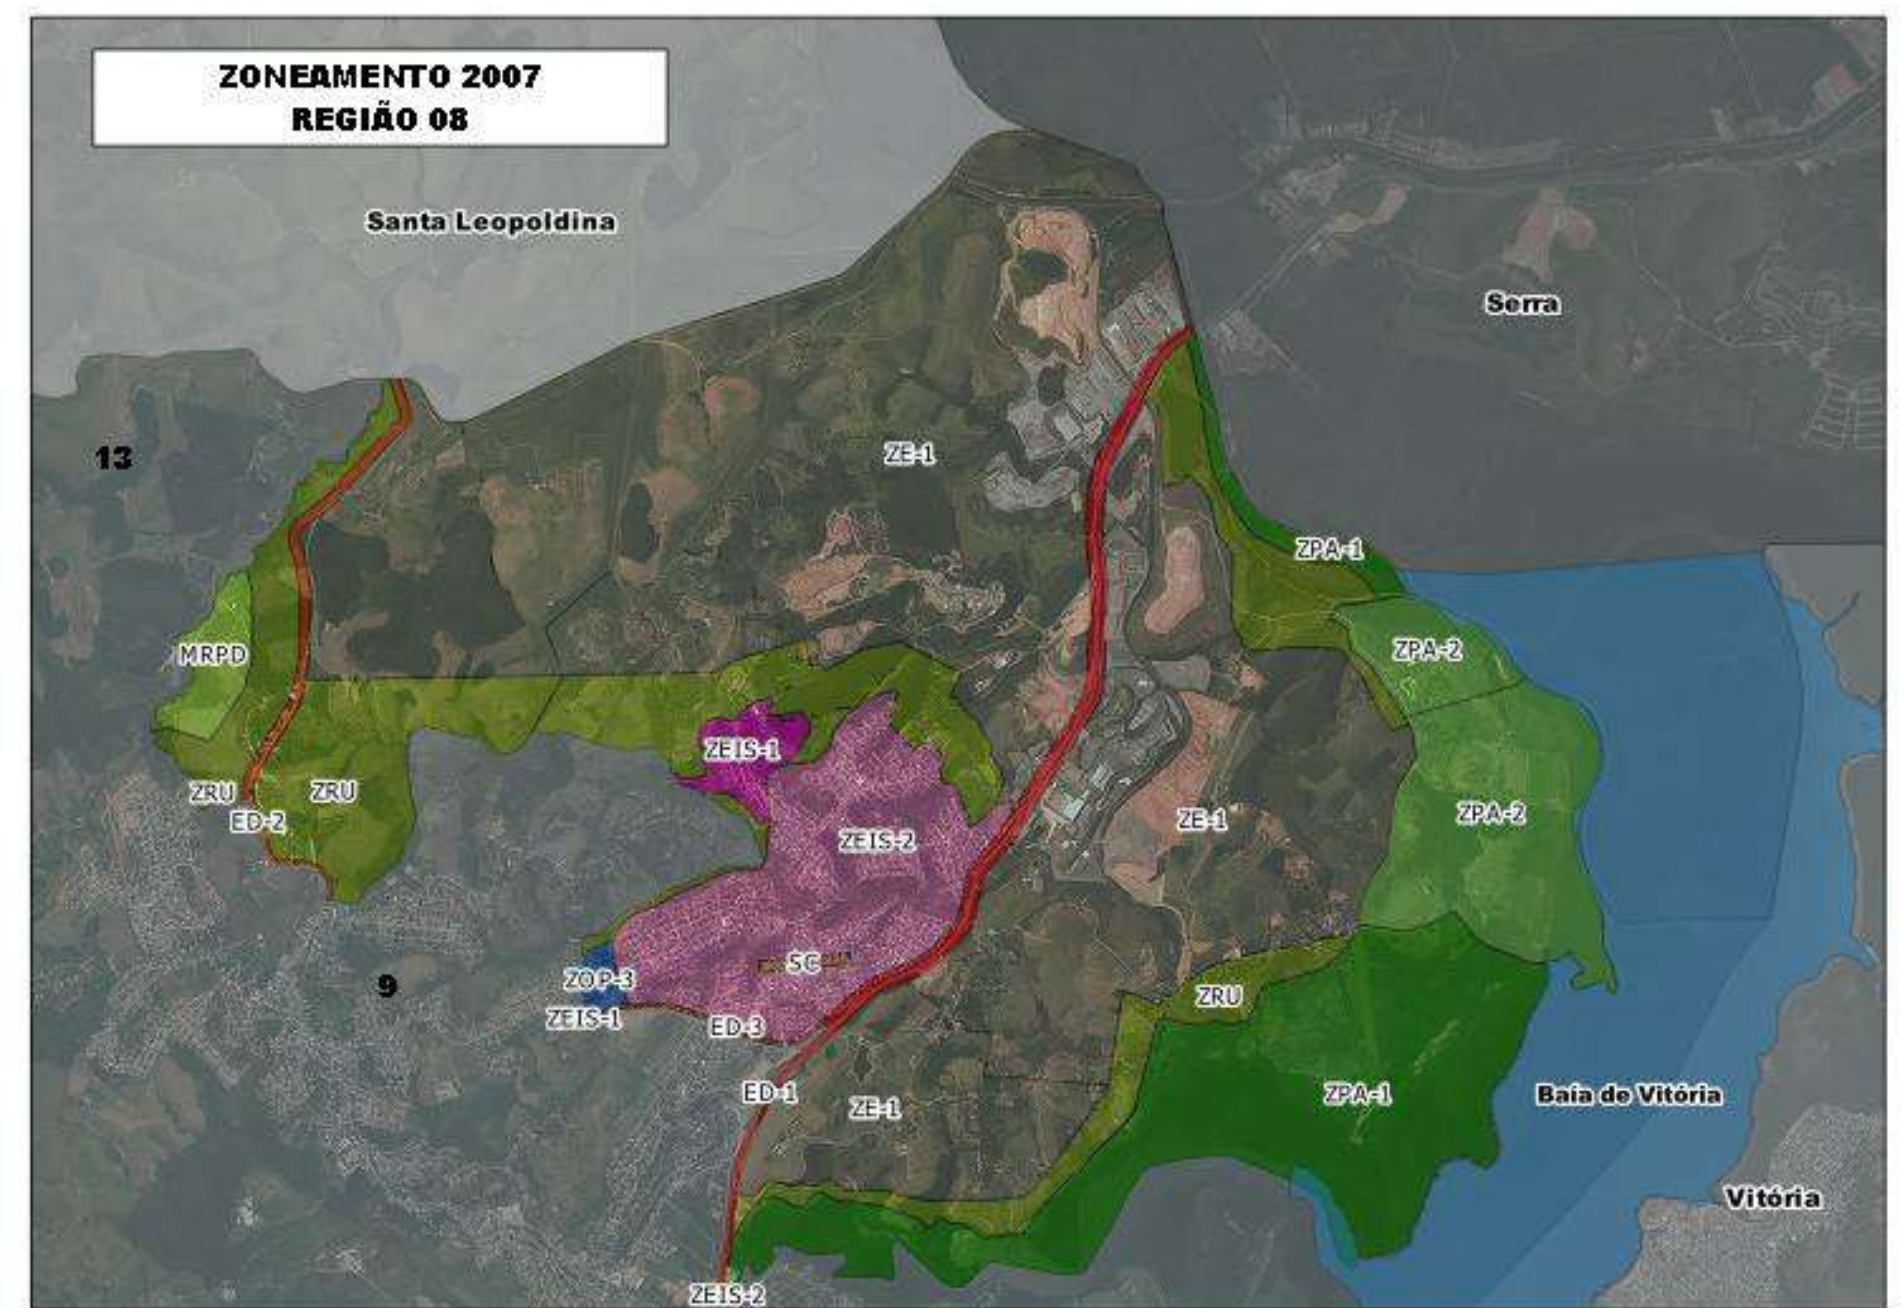 ZONEAMENTO 2007
REGIÃO 08
Santa Leopoldina
Serra
13
ZE-1
ZPA-1
MRPD
ZPA-2
ZEIS-1
ZRU
ZRU
ED-2
ZEIS-2
ZE-1
ZPA-2
SC
ZOP-3
9
ZRU
ZEIS-1
ED-3
ED-1
ZE-1
ZPA-1
Baía de Vitória
Vitória
ZEIS-2